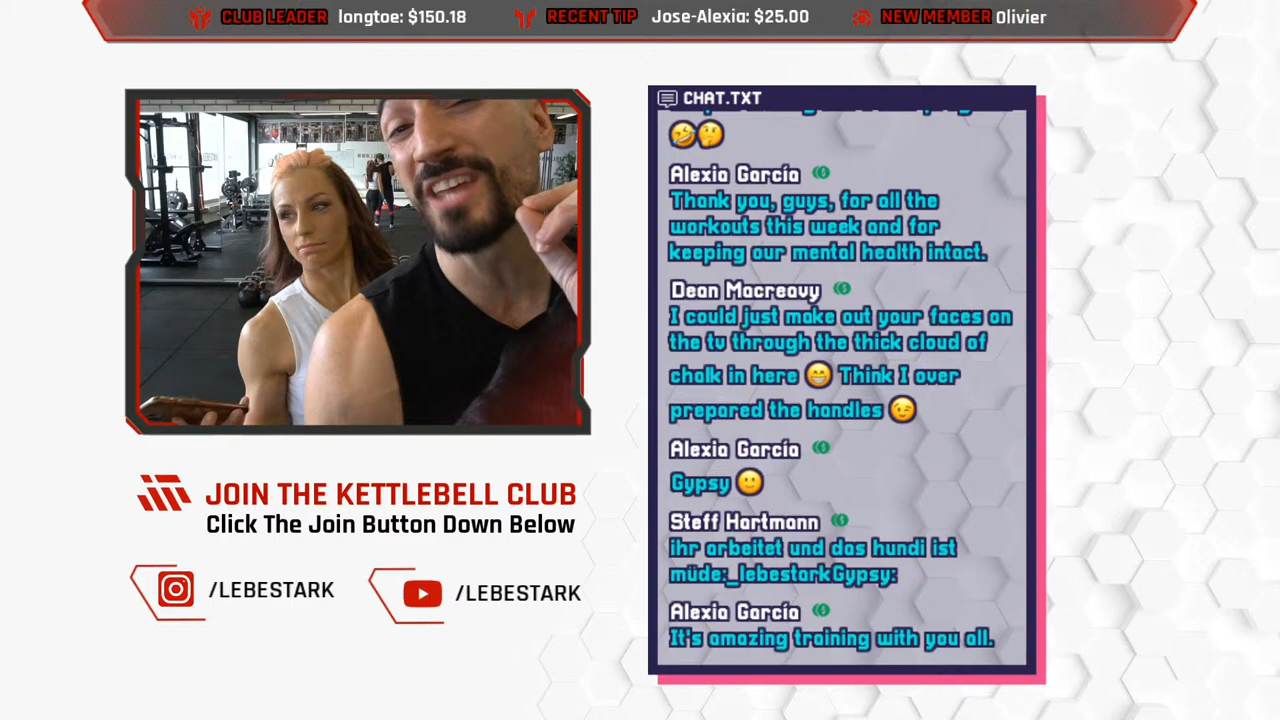 CLUB LEADER longtoe: $150.18 RECENT TIP Jose-Alexia: $25.00 NEW MEMBER Olivier
CHAT.TXT
🤣🤔
Alexia García
Thank you, guys, for all the
workouts this week and for
keeping our mental health intact.
Dean Macreavy
I could just make out your faces on
the tv through the thick cloud of
chalk in here 😁 Think I over
prepared the handles 😉
Alexia García
Gypsy 🙂
Steff Hartmann
ihr arbeitet und das hundi ist
müde:_lebestarkGypsy:
Alexia García
It's amazing training with you all.
JOIN THE KETTLEBELL CLUB
Click The Join Button Down Below
/LEBESTARK
/LEBESTARK